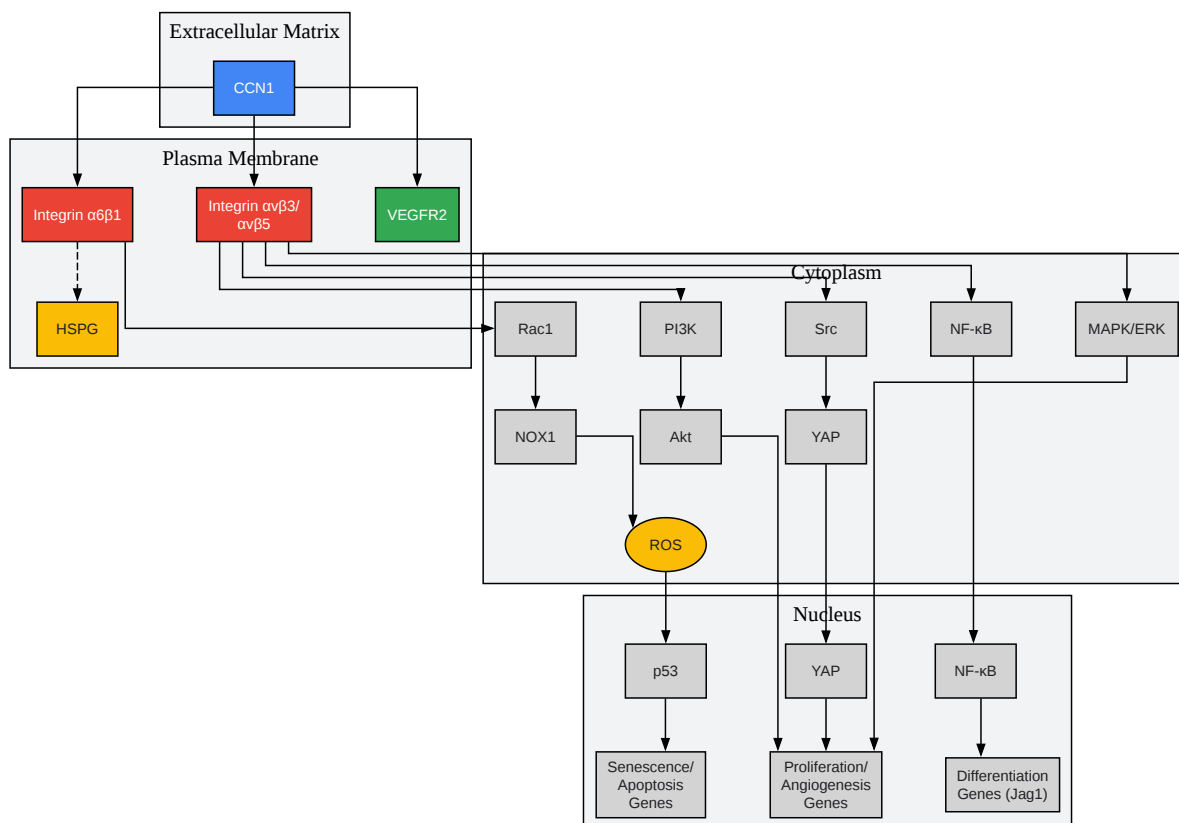 Extracellular Matrix
CCN1
Plasma Membrane
Integrin α6β1
Integrin αvβ3/
αvβ5
VEGFR2
HSPG
Cytoplasm
Rac1
PI3K
Src
NF-κB
MAPK/ERK
NOX1
Akt
YAP
ROS
Nucleus
p53
YAP
NF-κB
Senescence/
Apoptosis
Genes
Proliferation/
Angiogenesis
Genes
Differentiation
Genes (Jag1)